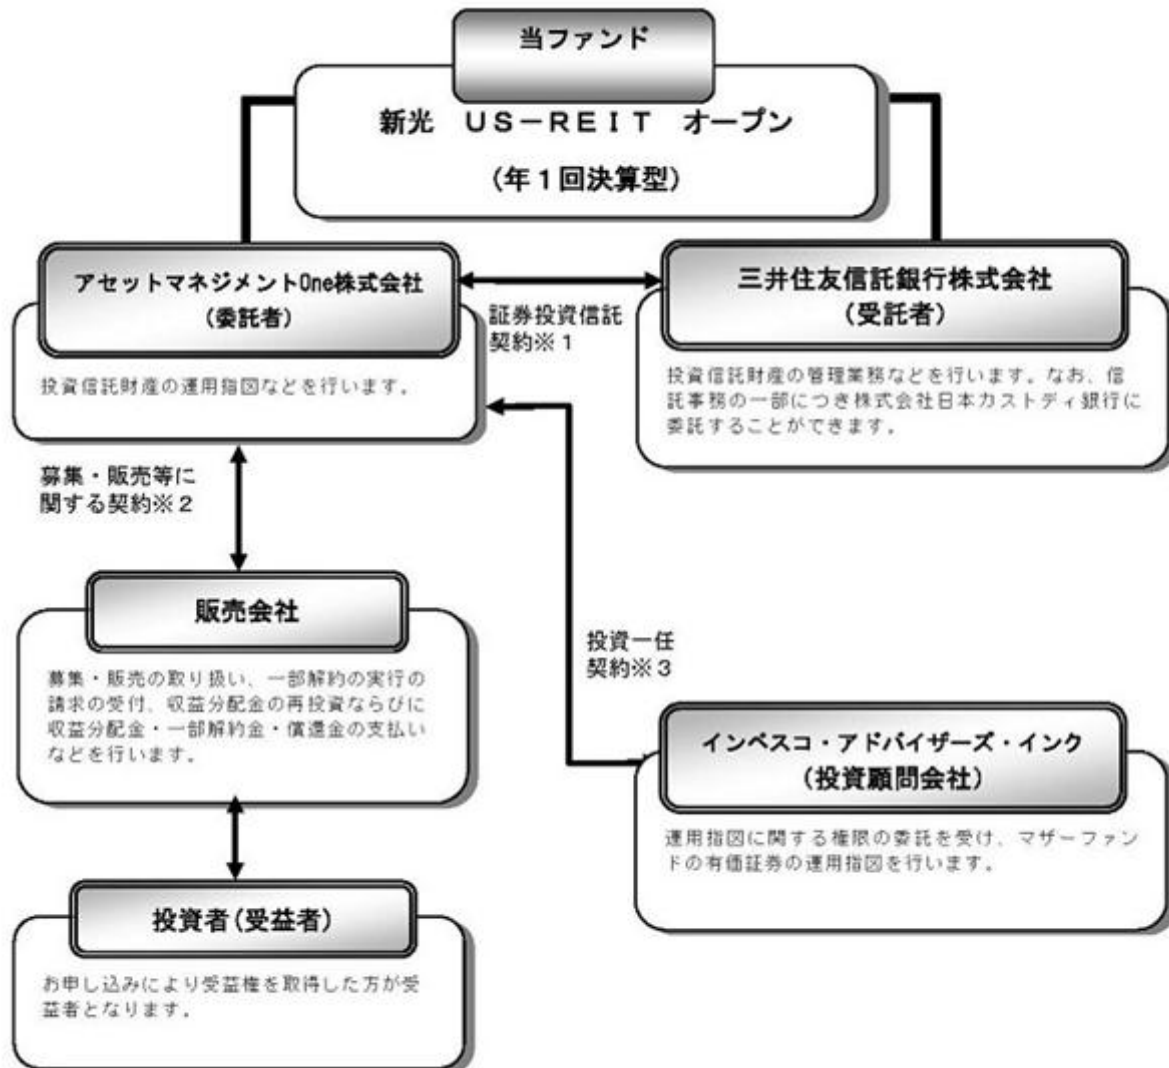 当ファンド
新光 US－REIT オープン
(年1回決算型)
アセットマネジメントOne株式会社
(委託者)
投資信託財産の運用指図などを行います。
証券投資信託
契約※1
三井住友信託銀行株式会社
(受託者)
投資信託財産の管理業務などを行います。なお、信
託事務の一部につき株式会社日本カストディ銀行に
委託することができます。
募集・販売等に
関する契約※2
販売会社
募集・販売の取り扱い、一部解約の実行の
請求の受付、収益分配金の再投資ならびに
収益分配金・一部解約金・償還金の支払い
などを行います。
投資一任
契約※3
インベスコ・アドバイザーズ・インク
(投資顧問会社)
運用指図に関する権限の委託を受け、マザーファン
ドの有価証券の運用指図を行います。
投資者(受益者)
お申し込みにより受益権を取得した方が受
益者となります。